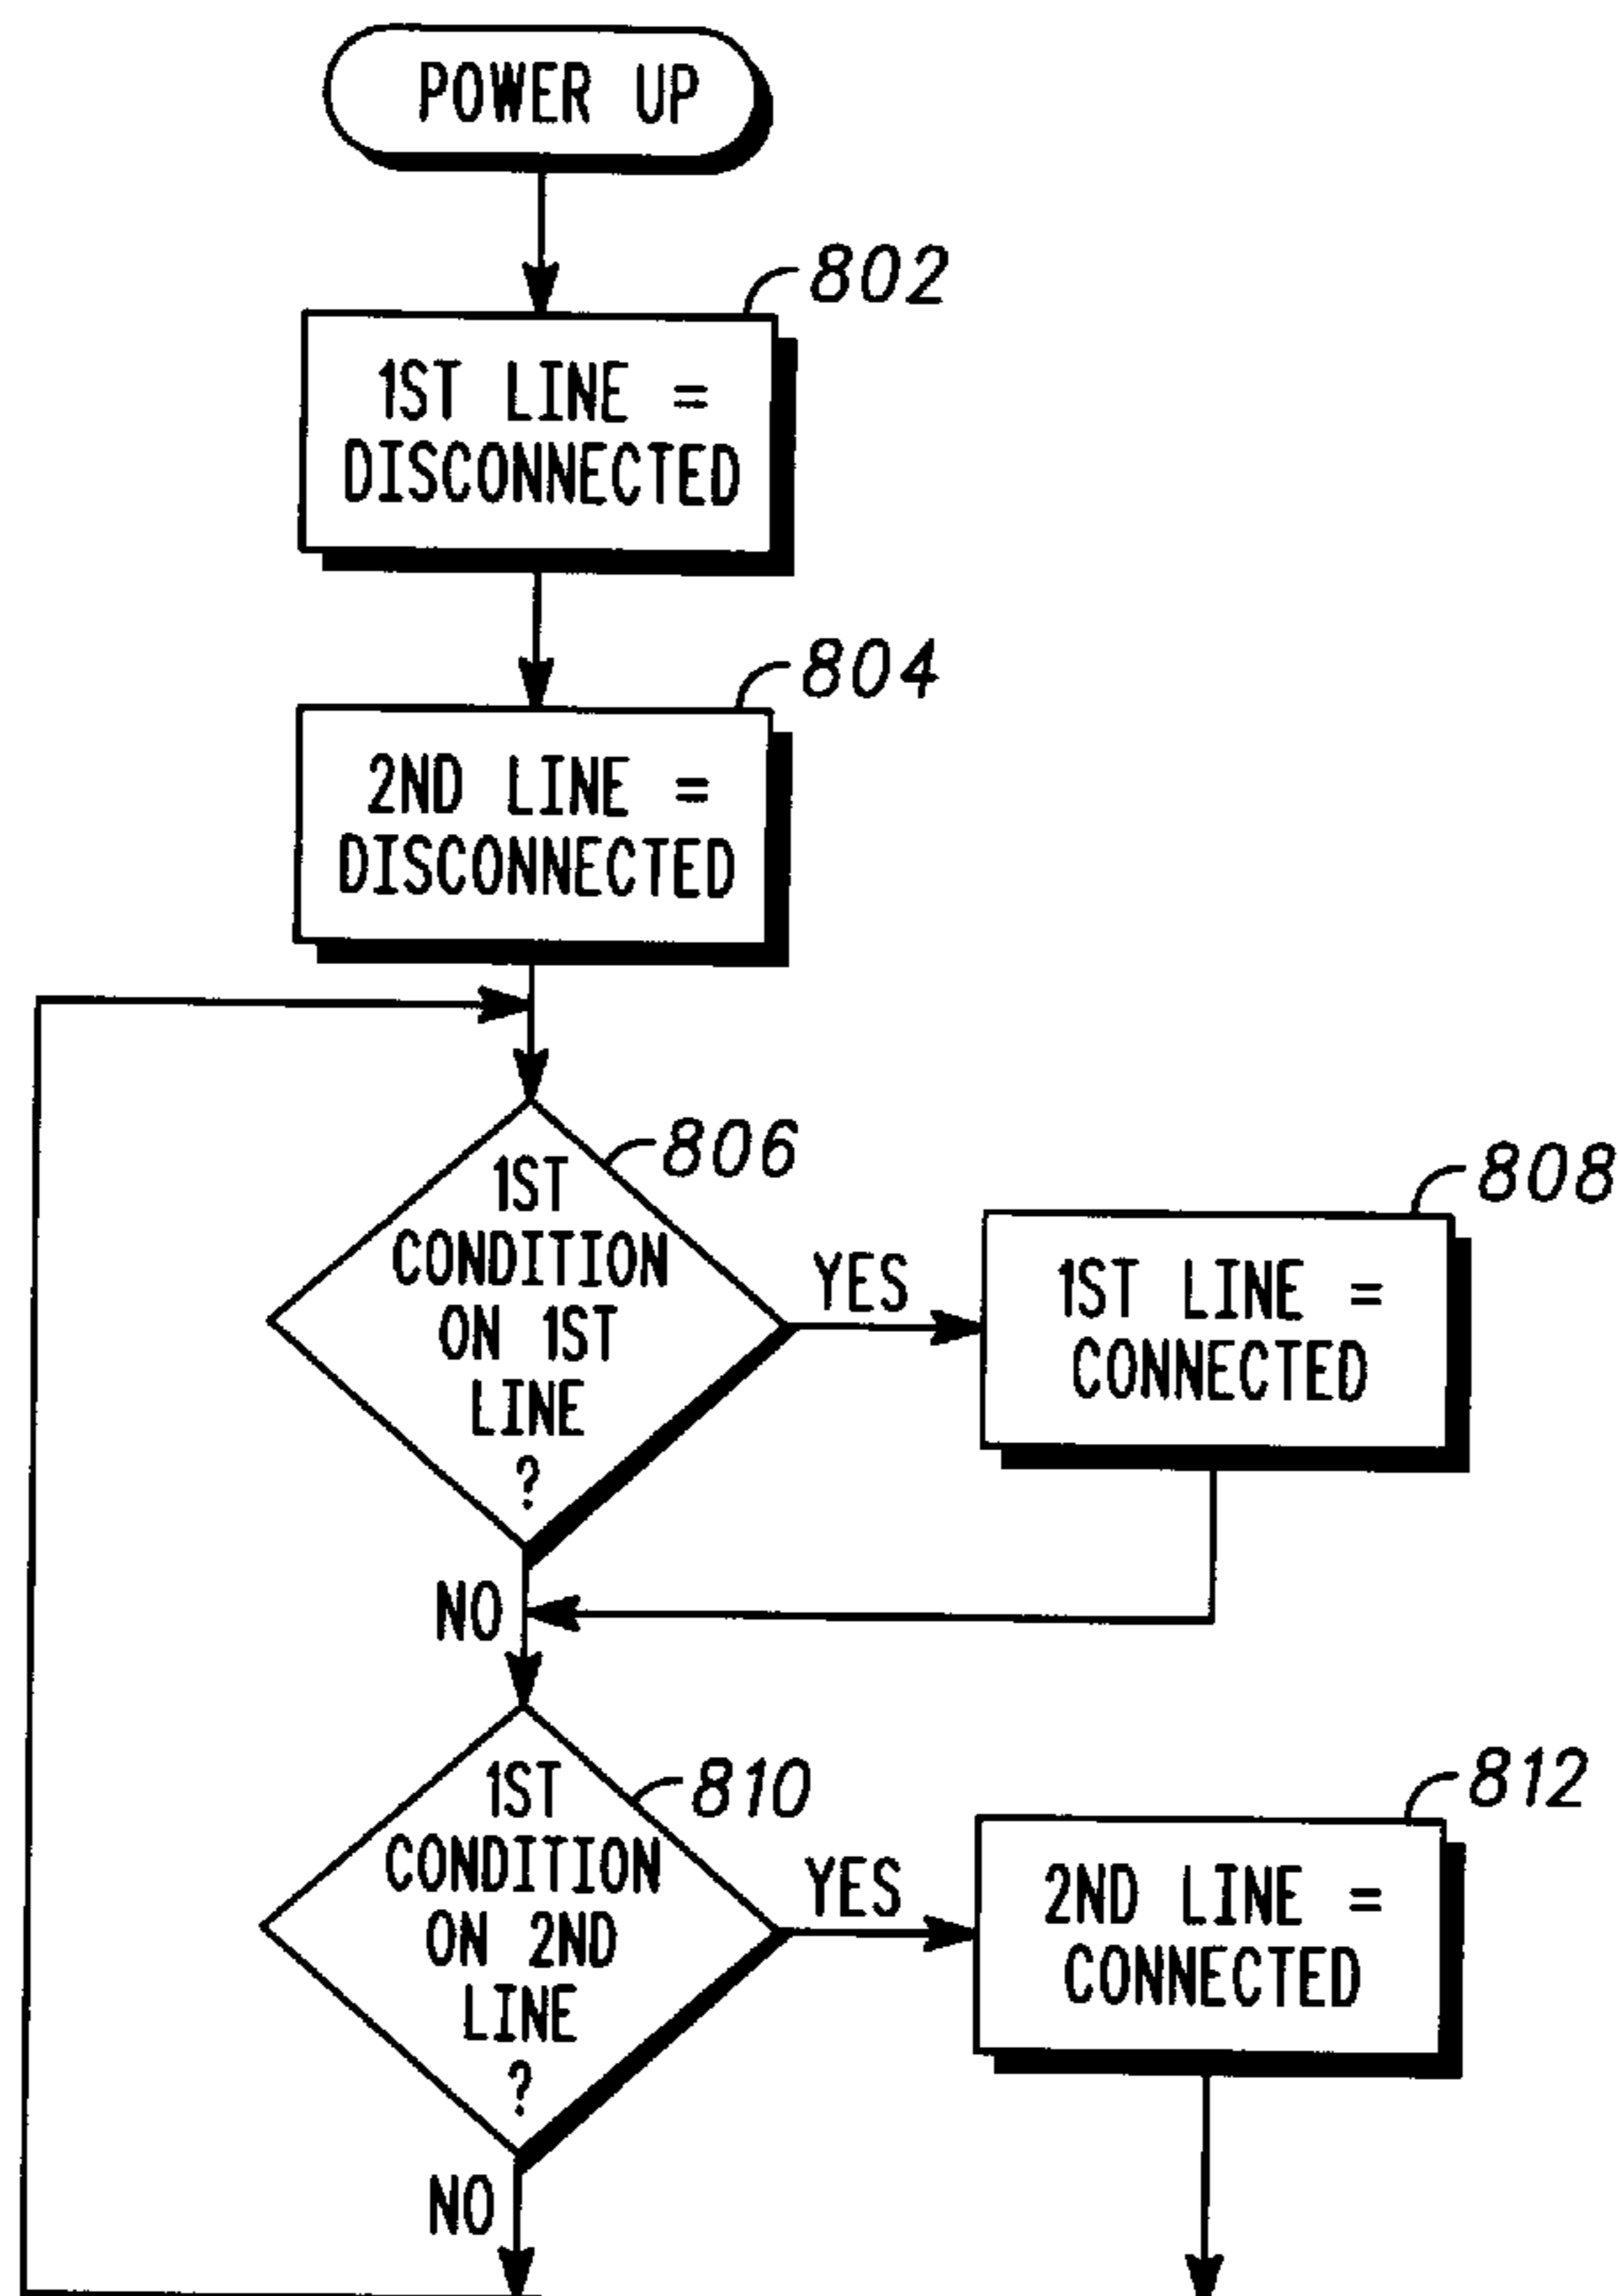 POWER UP
802
1ST LINE =
DISCONNECTED
804
2ND LINE =
DISCONNECTED
806
1ST
CONDITION
ON 1ST
LINE
?
YES
808
1ST LINE =
CONNECTED
NO
810
1ST
CONDITION
ON 2ND
LINE
?
YES
812
2ND LINE =
CONNECTED
NO